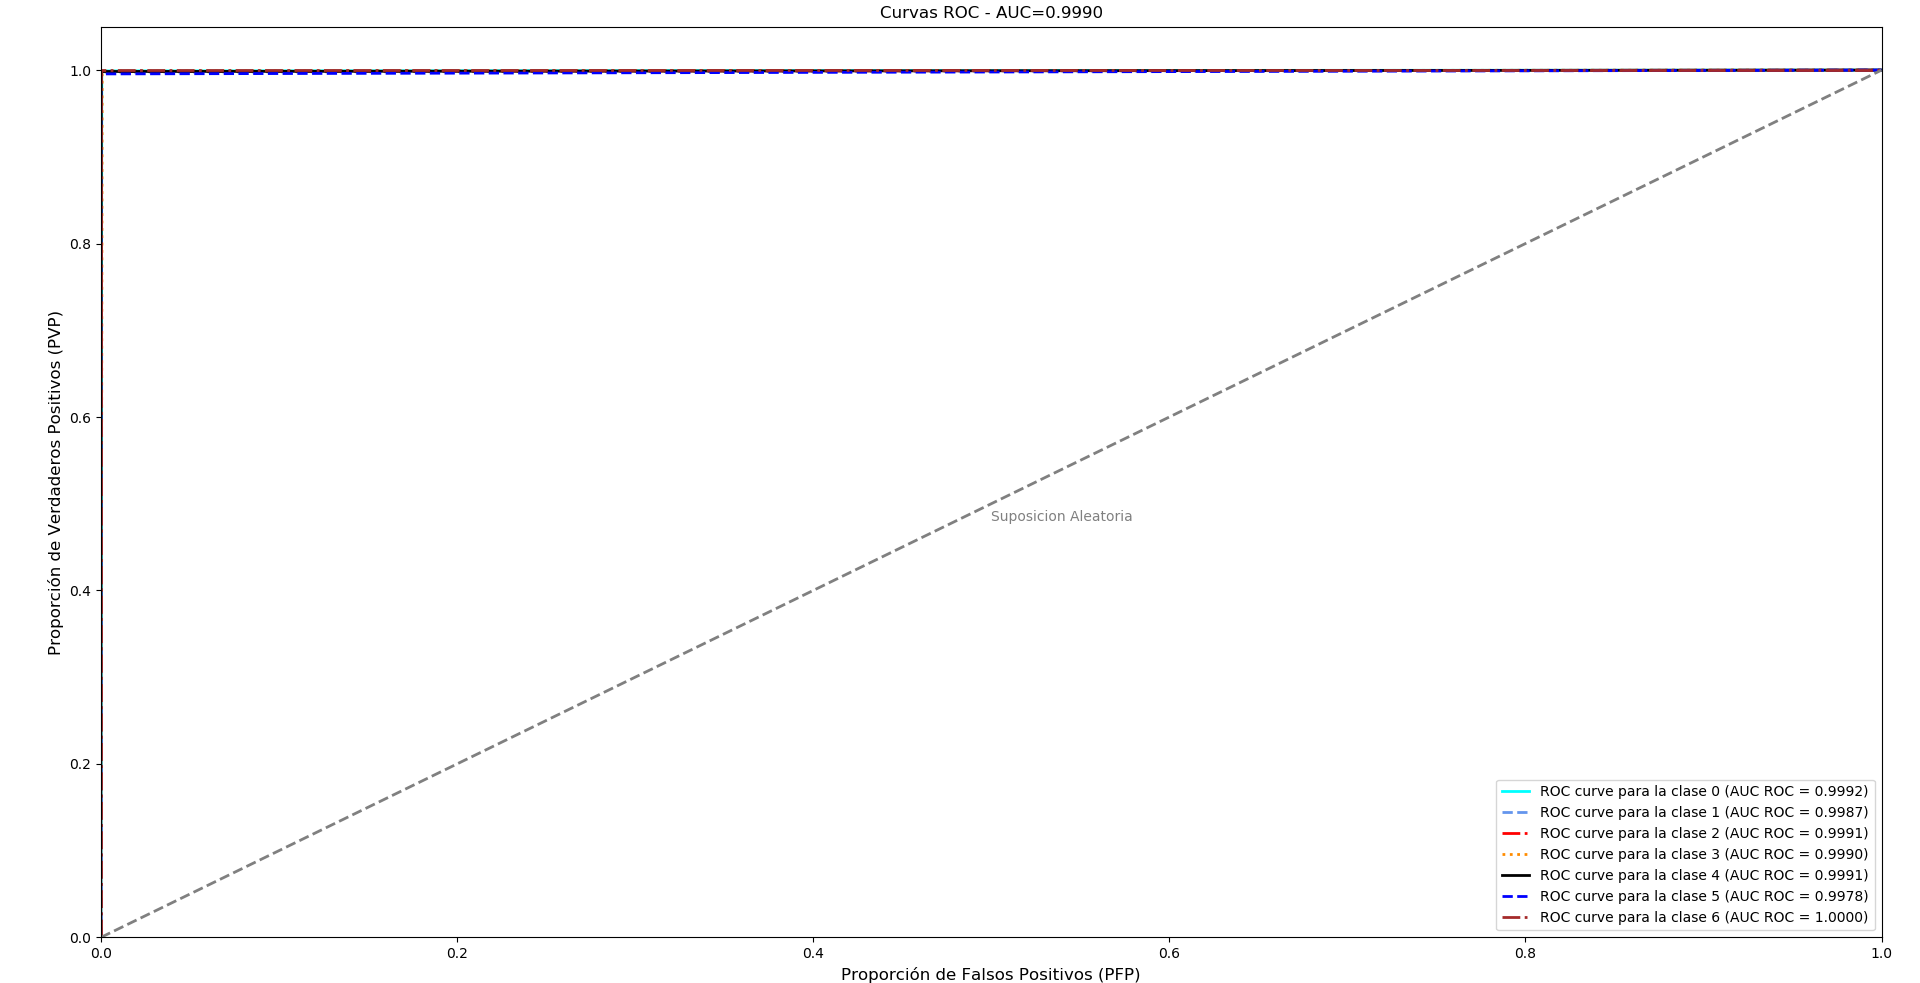 Curvas ROC - AUC=0.9990
1.0
0.8
0.6
0.4
0.2
0.0
Proporción de Verdaderos Positivos (PVP)
Suposicion Aleatoria
ROC curve para la clase 0 (AUC ROC = 0.9992)
ROC curve para la clase 1 (AUC ROC = 0.9987)
ROC curve para la clase 2 (AUC ROC = 0.9991)
ROC curve para la clase 3 (AUC ROC = 0.9990)
ROC curve para la clase 4 (AUC ROC = 0.9991)
ROC curve para la clase 5 (AUC ROC = 0.9978)
ROC curve para la clase 6 (AUC ROC = 1.0000)
0.0 0.2 0.4 0.6 0.8 1.0
Proporción de Falsos Positivos (PFP)